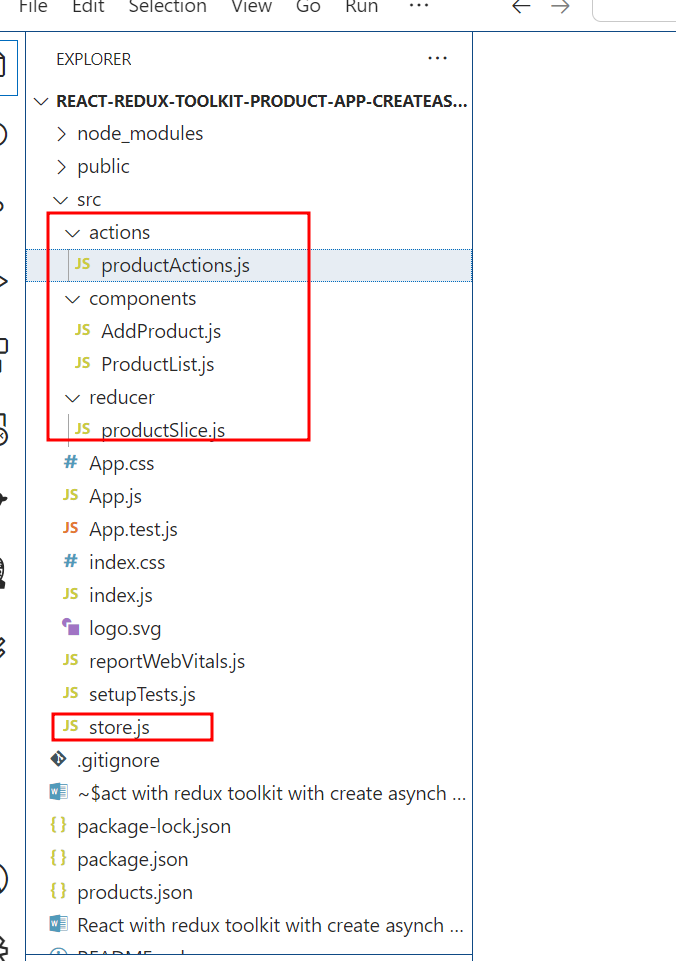 File Edit Selection View Go Run ...
EXPLORER ...
REACT-REDUX-TOOLKIT-PRODUCT-APP-CREATEAS...
node_modules
public
src
actions
JS productActions.js
components
JS AddProduct.js
JS ProductList.js
reducer
JS productSlice.js
# App.css
JS App.js
JS App.test.js
# index.css
JS index.js
logo.svg
JS reportWebVitals.js
JS setupTests.js
JS store.js
.gitignore
~$act with redux toolkit with create asynch ...
{} package-lock.json
{} package.json
{} products.json
React with redux toolkit with create asynch ...